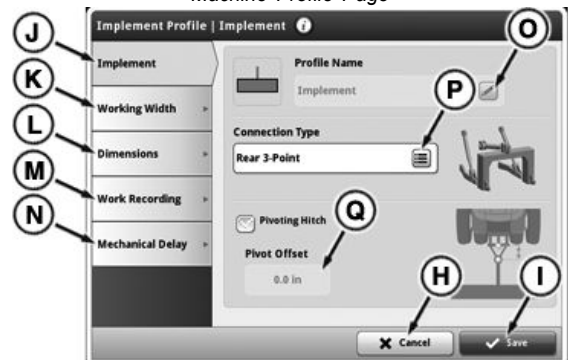 Machine Profile Page
Implement Profile | Implement i
J
Implement
Profile Name
O
K
Implement
P
Working Width
Connection Type
L
Dimensions
Rear 3-Point
M
Work Recording
N
Pivoting Hitch
Q
Mechanical Delay
Pivot Offset
0.0 in
H
I
Cancel
Save